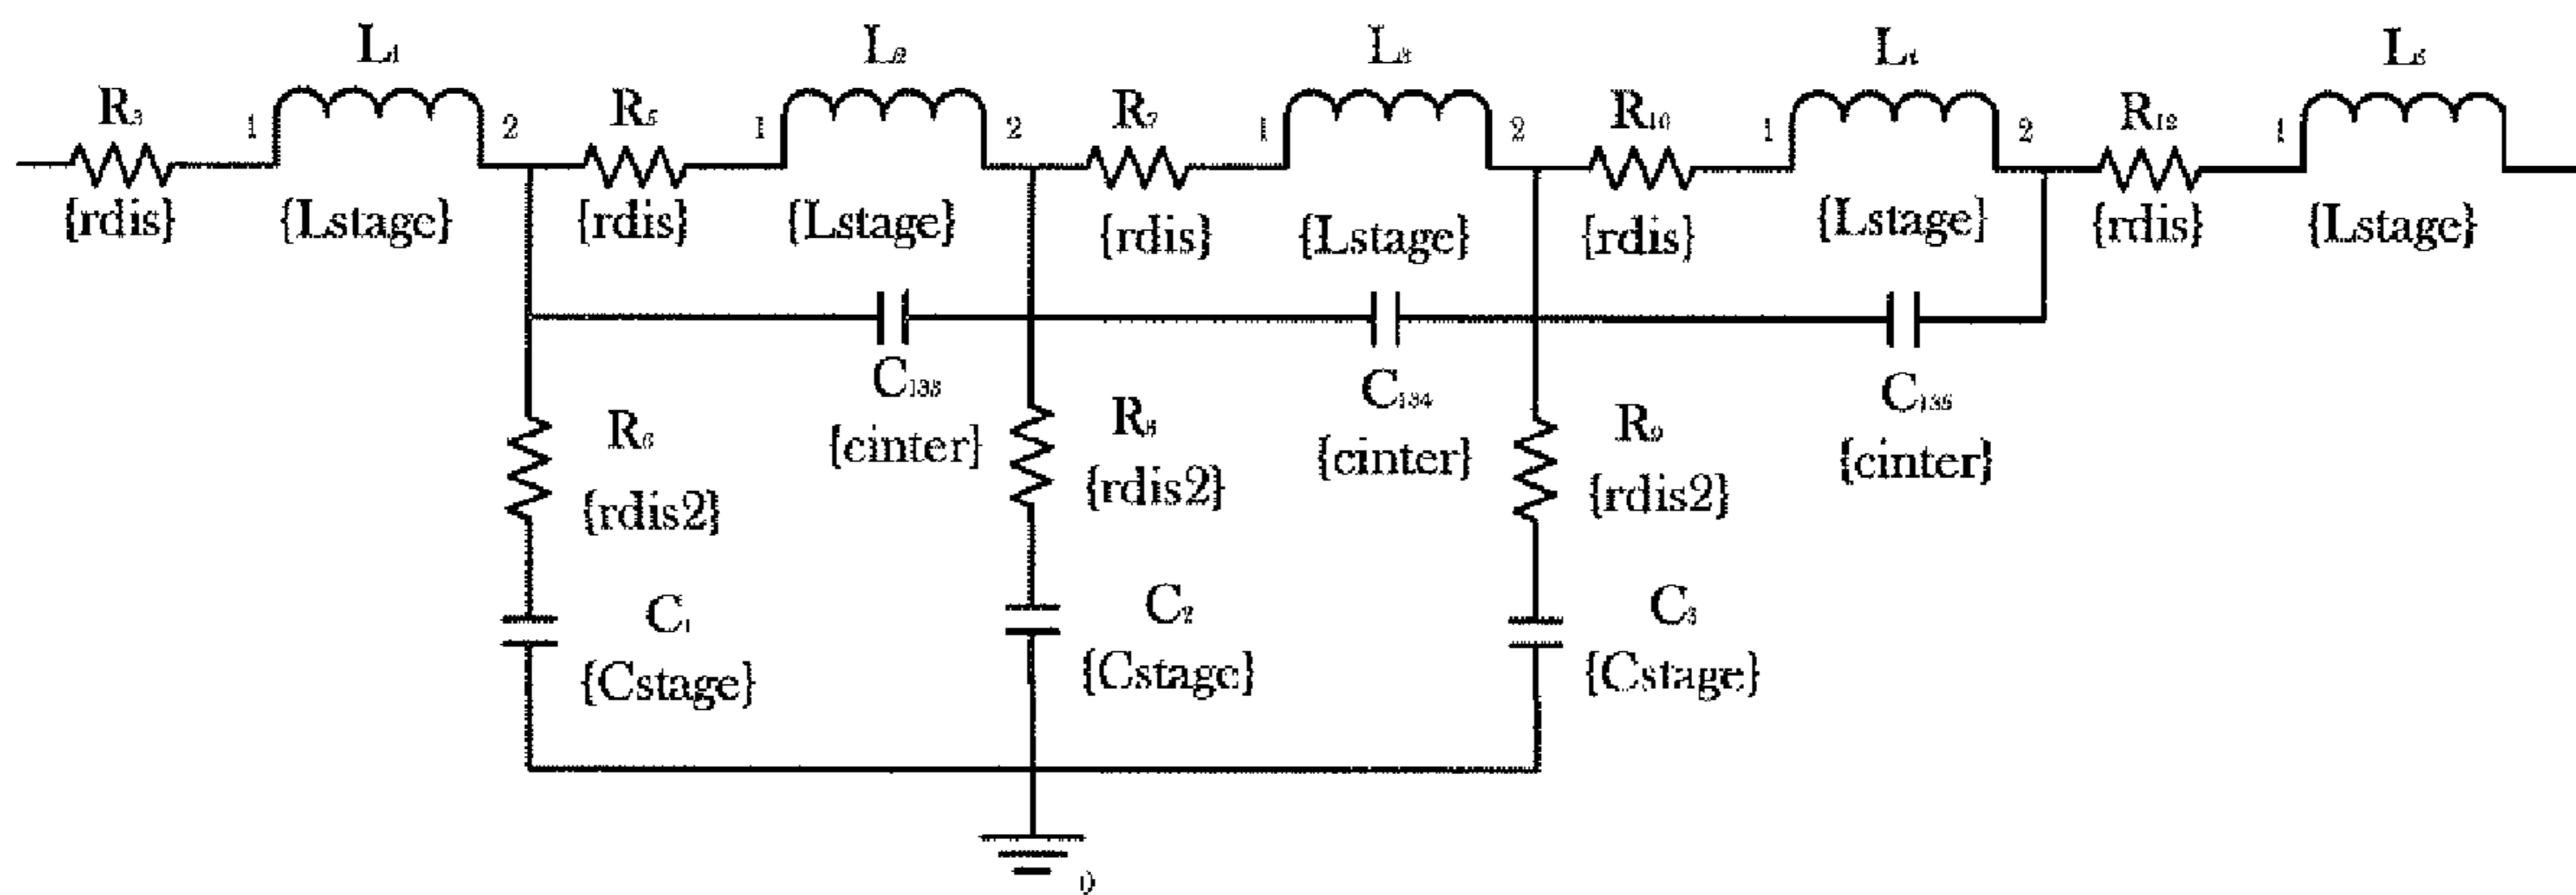 L₁ L₂ L₃ L₄ L₅
R₃ 1 2 R₅ 1 2 R₇ 1 2 R₁₀ 1 2 R₁₂ 1
{rdis} {Lstage} {rdis} {Lstage} {rdis} {Lstage} {rdis} {Lstage} {rdis} {Lstage}
C₁₃₃ C₁₃₄ C₁₃₅
{cinter} {cinter} {cinter}
R₆ R₈ R₉
{rdis2} {rdis2} {rdis2}
C₁ C₂ C₃
{Cstage} {Cstage} {Cstage}
0